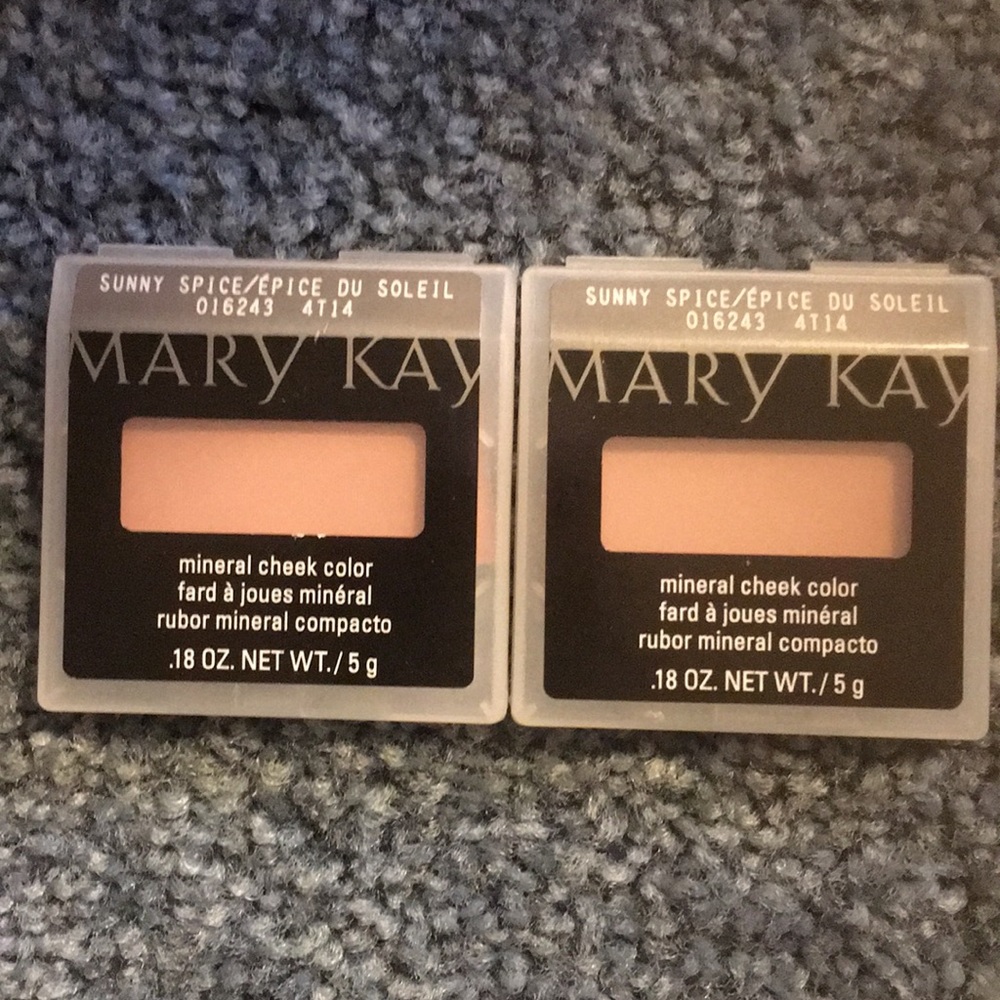 SUNNY SPICE/ÉPICE DU SOLEIL
016243 4T14
MARY KAY
mineral cheek color
fard à joues minéral
rubor mineral compacto
.18 OZ. NET WT. / 5 g
SUNNY SPICE/ÉPICE DU SOLEIL
016243 4T14
MARY KAY
mineral cheek color
fard à joues minéral
rubor mineral compacto
.18 OZ. NET WT. / 5 g